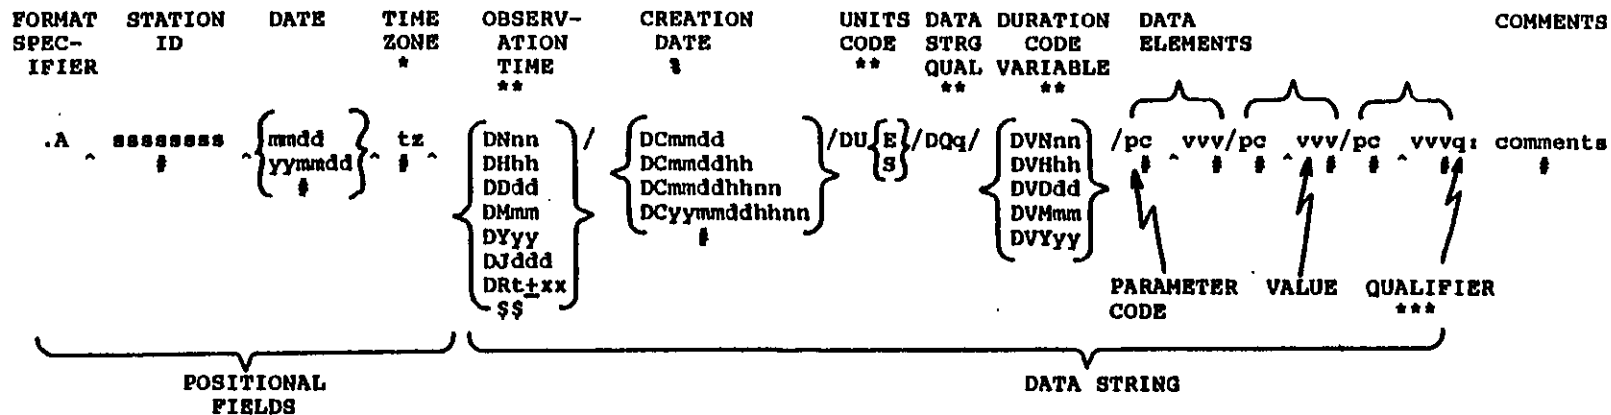 FORMAT STATION DATE TIME OBSERV- CREATION UNITS DATA DURATION DATA COMMENTS
SPEC- ID ZONE ATION DATE CODE STRG CODE ELEMENTS
IFIER * TIME % ** QUAL VARIABLE
** ** **
.A ^ ssssssss ^ {mmdd} ^ tz ^ DNnn / DCmmdd /DU{E}/DQq/ DVNnn /pc ^ vvv/pc ^ vvv/pc ^ vvvq: comments
# {yymmdd} # DHhh DCmmddhh {S} DVHhh # # # # # # #
# DDdd DCmmddhhnn DVDdd
DMmm DCyymmddhhnn DVMmm
DYyy # DVYyy
DJddd
DRt±xx PARAMETER VALUE QUALIFIER
$$ CODE ***
POSITIONAL DATA STRING
FIELDS